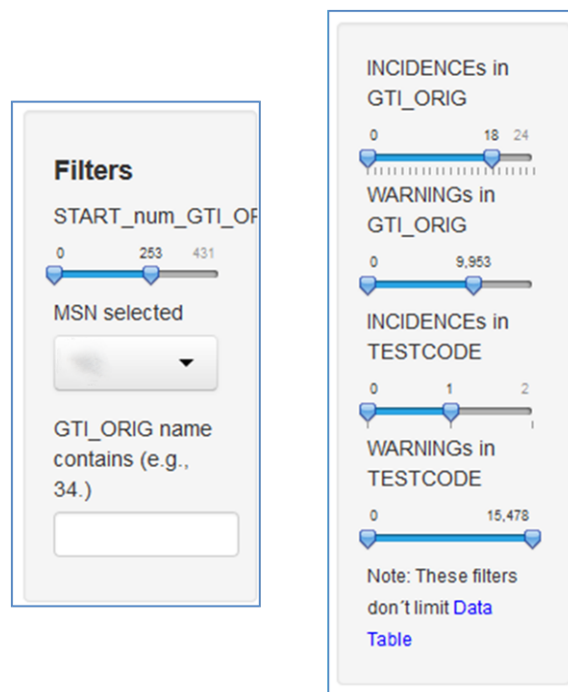 Filters
START_num_GTI_OF
0 253 431
MSN selected
GTI_ORIG name
contains (e.g.,
34.)
INCIDENCEs in
GTI_ORIG
0 18 24
WARNINGs in
GTI_ORIG
0 9,953
INCIDENCEs in
TESTCODE
0 1 2
WARNINGs in
TESTCODE
0 15,478
Note: These filters
don´t limit Data
Table